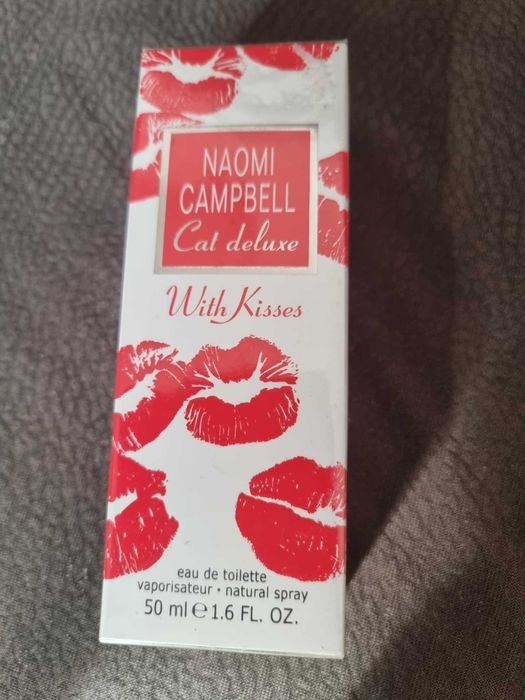 NAOMI
CAMPBELL
Cat deluxe
With Kisses
eau de toilette
vaporisateur • natural spray
50 ml ℮ 1.6 FL. OZ.